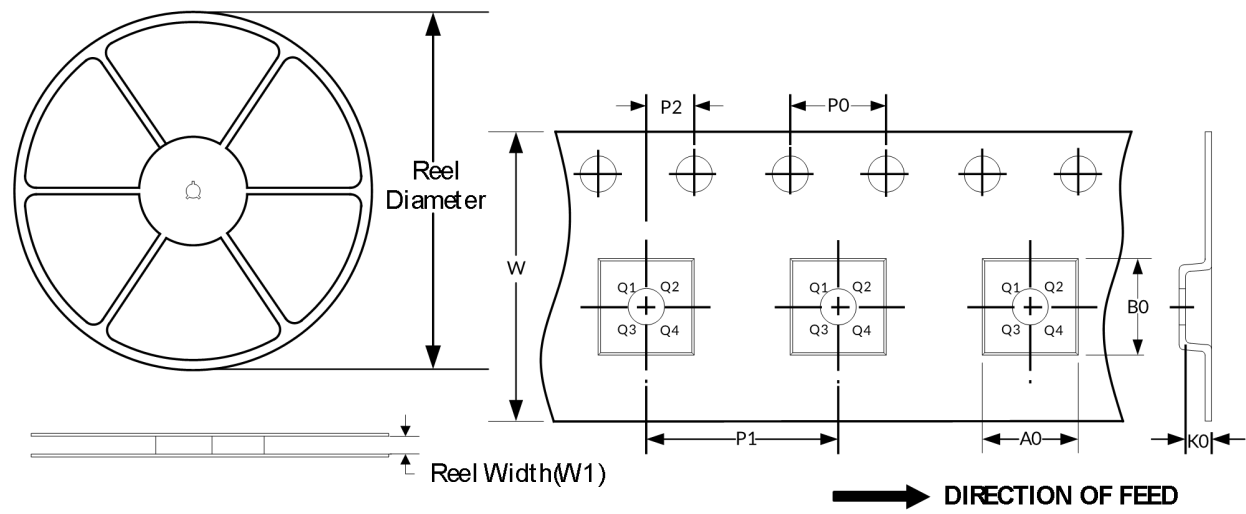 P2
P0
Reel
Diameter
W
Q1 Q2
Q3 Q4
Q1 Q2
Q3 Q4
Q1 Q2
Q3 Q4
B0
P1
A0
K0
Reel Width(W1)
DIRECTION OF FEED